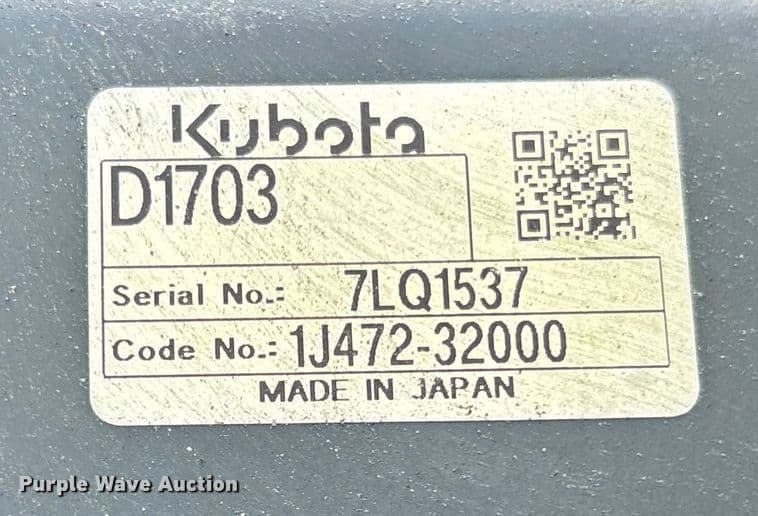 Kubota
D1703
Serial No.: 7LQ1537
Code No.: 1J472-32000
MADE IN JAPAN
Purple Wave Auction